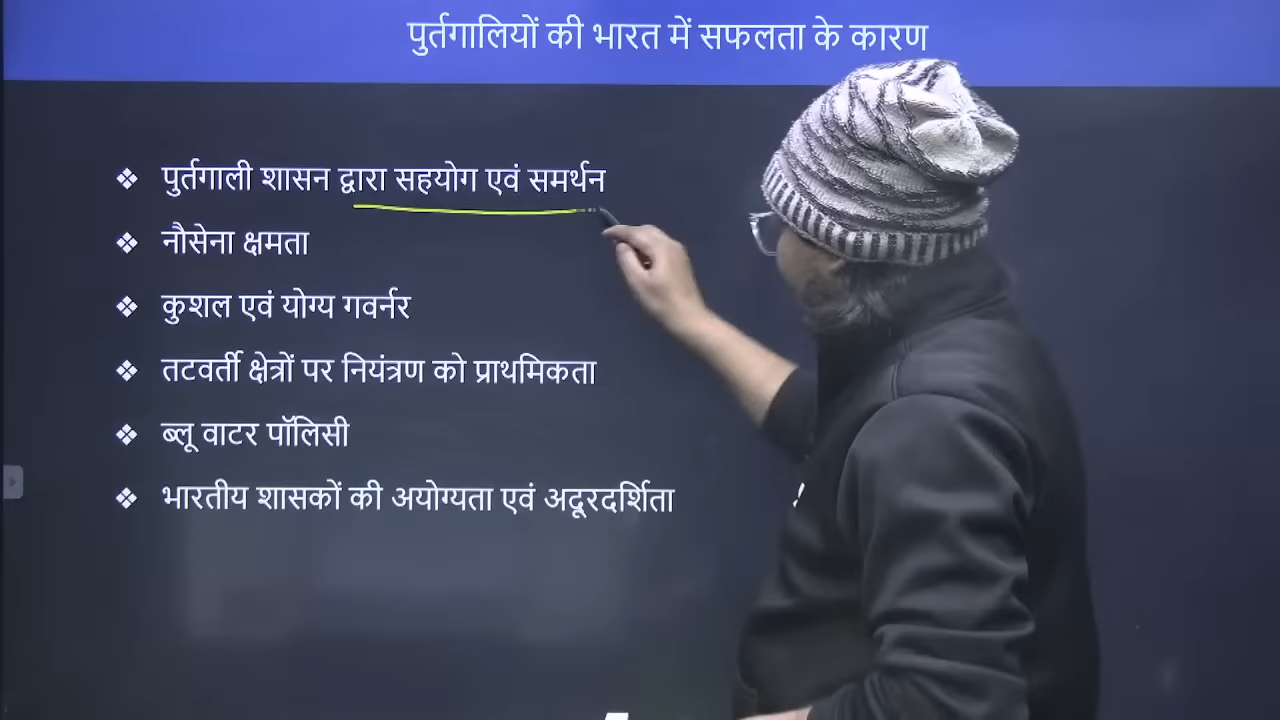 पुर्तगालियों की भारत में सफलता के कारण
❖ पुर्तगाली शासन द्वारा सहयोग एवं समर्थन
❖ नौसेना क्षमता
❖ कुशल एवं योग्य गवर्नर
❖ तटवर्ती क्षेत्रों पर नियंत्रण को प्राथमिकता
❖ ब्लू वाटर पॉलिसी
❖ भारतीय शासकों की अयोग्यता एवं अदूरदर्शिता